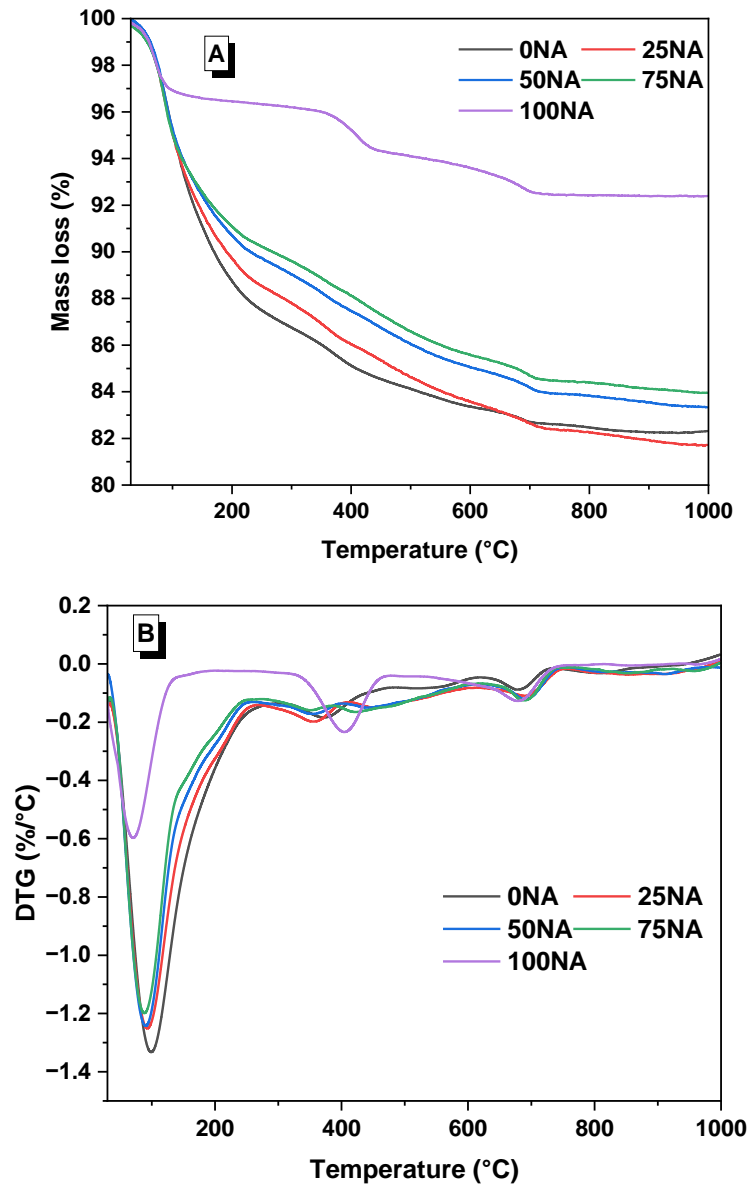 100
98
96
94
92
90
88
86
84
82
80
Mass loss (%)
A
0NA 25NA
50NA 75NA
100NA
200 400 600 800 1000
Temperature (°C)
0.2
0.0
−0.2
−0.4
−0.6
−0.8
−1.0
−1.2
−1.4
DTG (%/°C)
B
0NA 25NA
50NA 75NA
100NA
200 400 600 800 1000
Temperature (°C)